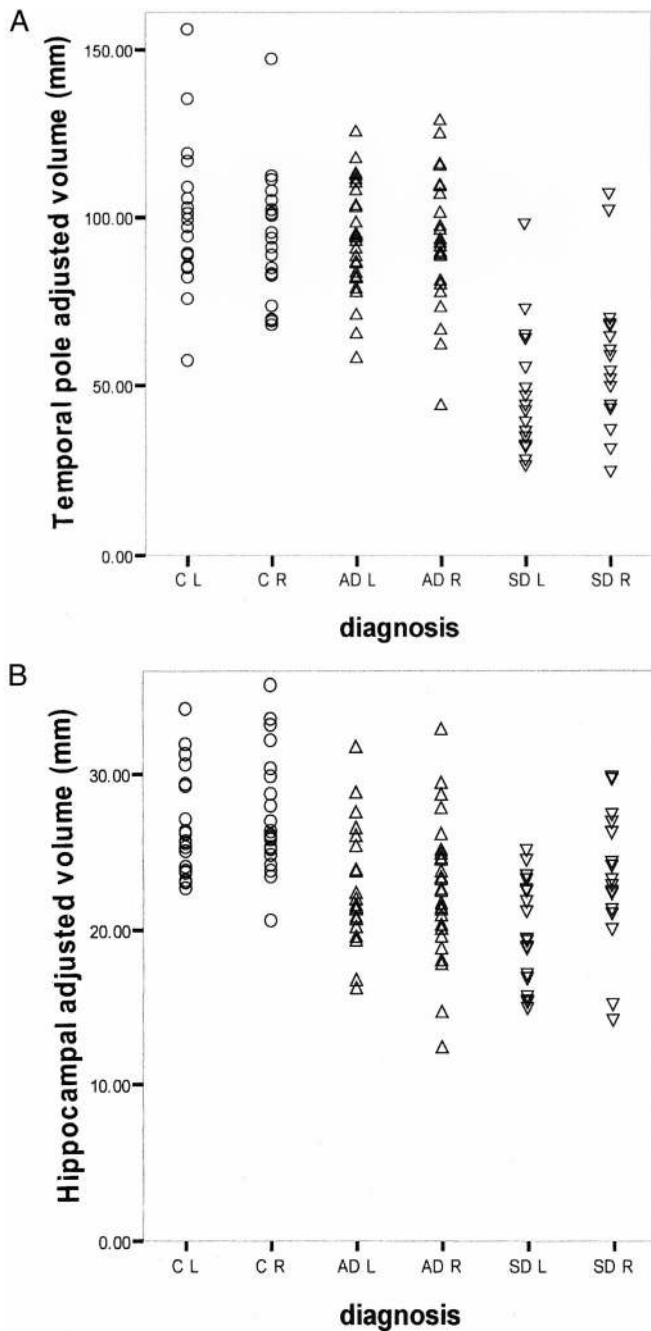 A
Temporal pole adjusted volume (mm)
150.00
100.00
50.00
0.00
C L C R AD L AD R SD L SD R
diagnosis
B
Hippocampal adjusted volume (mm)
30.00
20.00
10.00
0.00
C L C R AD L AD R SD L SD R
diagnosis